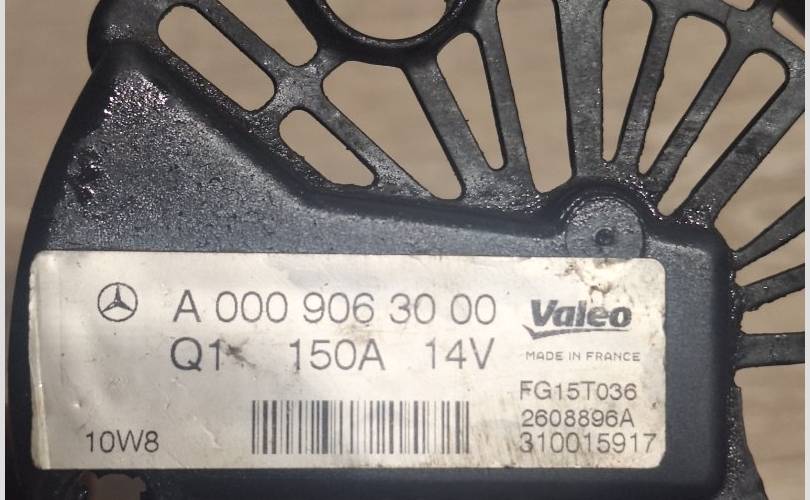 A 000 906 30 00
Valeo
Q1 150A 14V
MADE IN FRANCE
FG15T036
2608896A
10W8
310015917